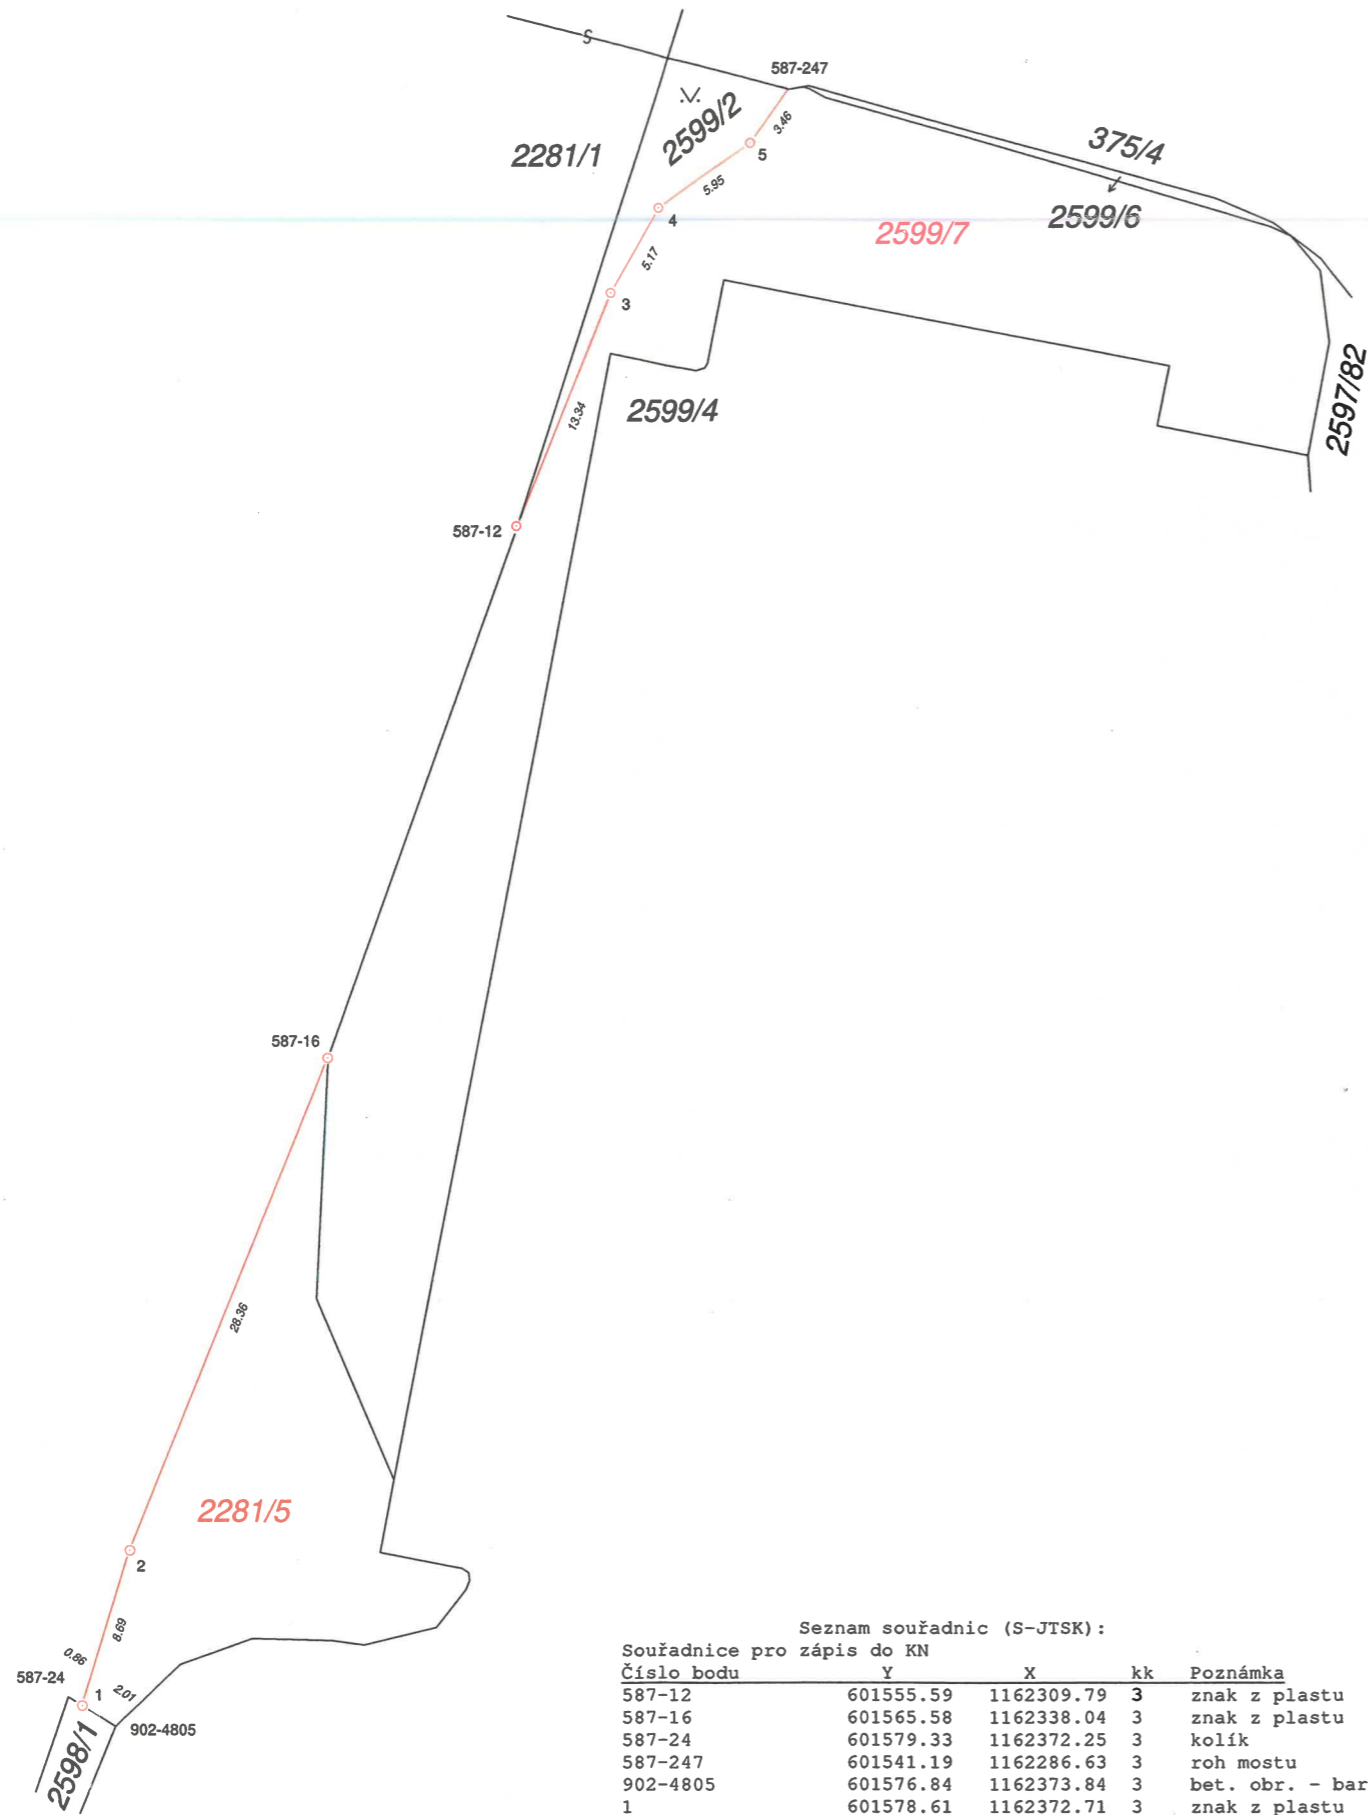 S
587-247
.V.
2599/2
3.46
375/4
2281/1
5
5.95
2599/6
4
2599/7
5.17
3
2597/82
2599/4
13.34
587-12
587-16
28.36
2281/5
2
8.69
0.86
587-24
1
2.01
902-4805
2598/1
Seznam souřadnic (S-JTSK):
Souřadnice pro zápis do KN
Číslo bodu Y X kk Poznámka
587-12 601555.59 1162309.79 3 znak z plastu
587-16 601565.58 1162338.04 3 znak z plastu
587-24 601579.33 1162372.25 3 kolík
587-247 601541.19 1162286.63 3 roh mostu
902-4805 601576.84 1162373.84 3 bet. obr. - bar
1 601578.61 1162372.71 3 znak z plastu